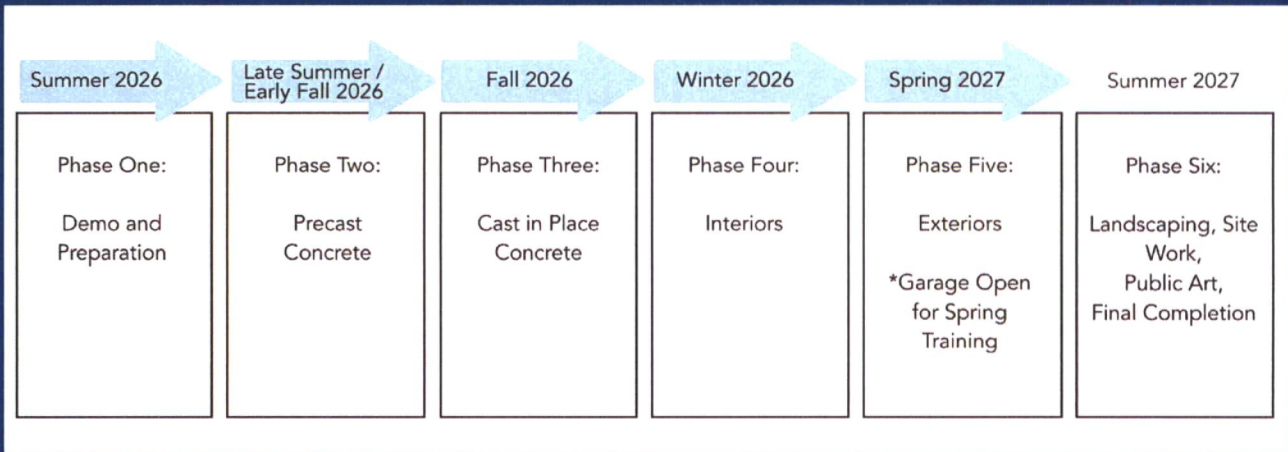 Summer 2026
Late Summer /
Early Fall 2026
Fall 2026
Winter 2026
Spring 2027
Summer 2027
Phase One:
Demo and
Preparation
Phase Two:
Precast
Concrete
Phase Three:
Cast in Place
Concrete
Phase Four:
Interiors
Phase Five:
Exteriors
*Garage Open
for Spring
Training
Phase Six:
Landscaping, Site
Work,
Public Art,
Final Completion